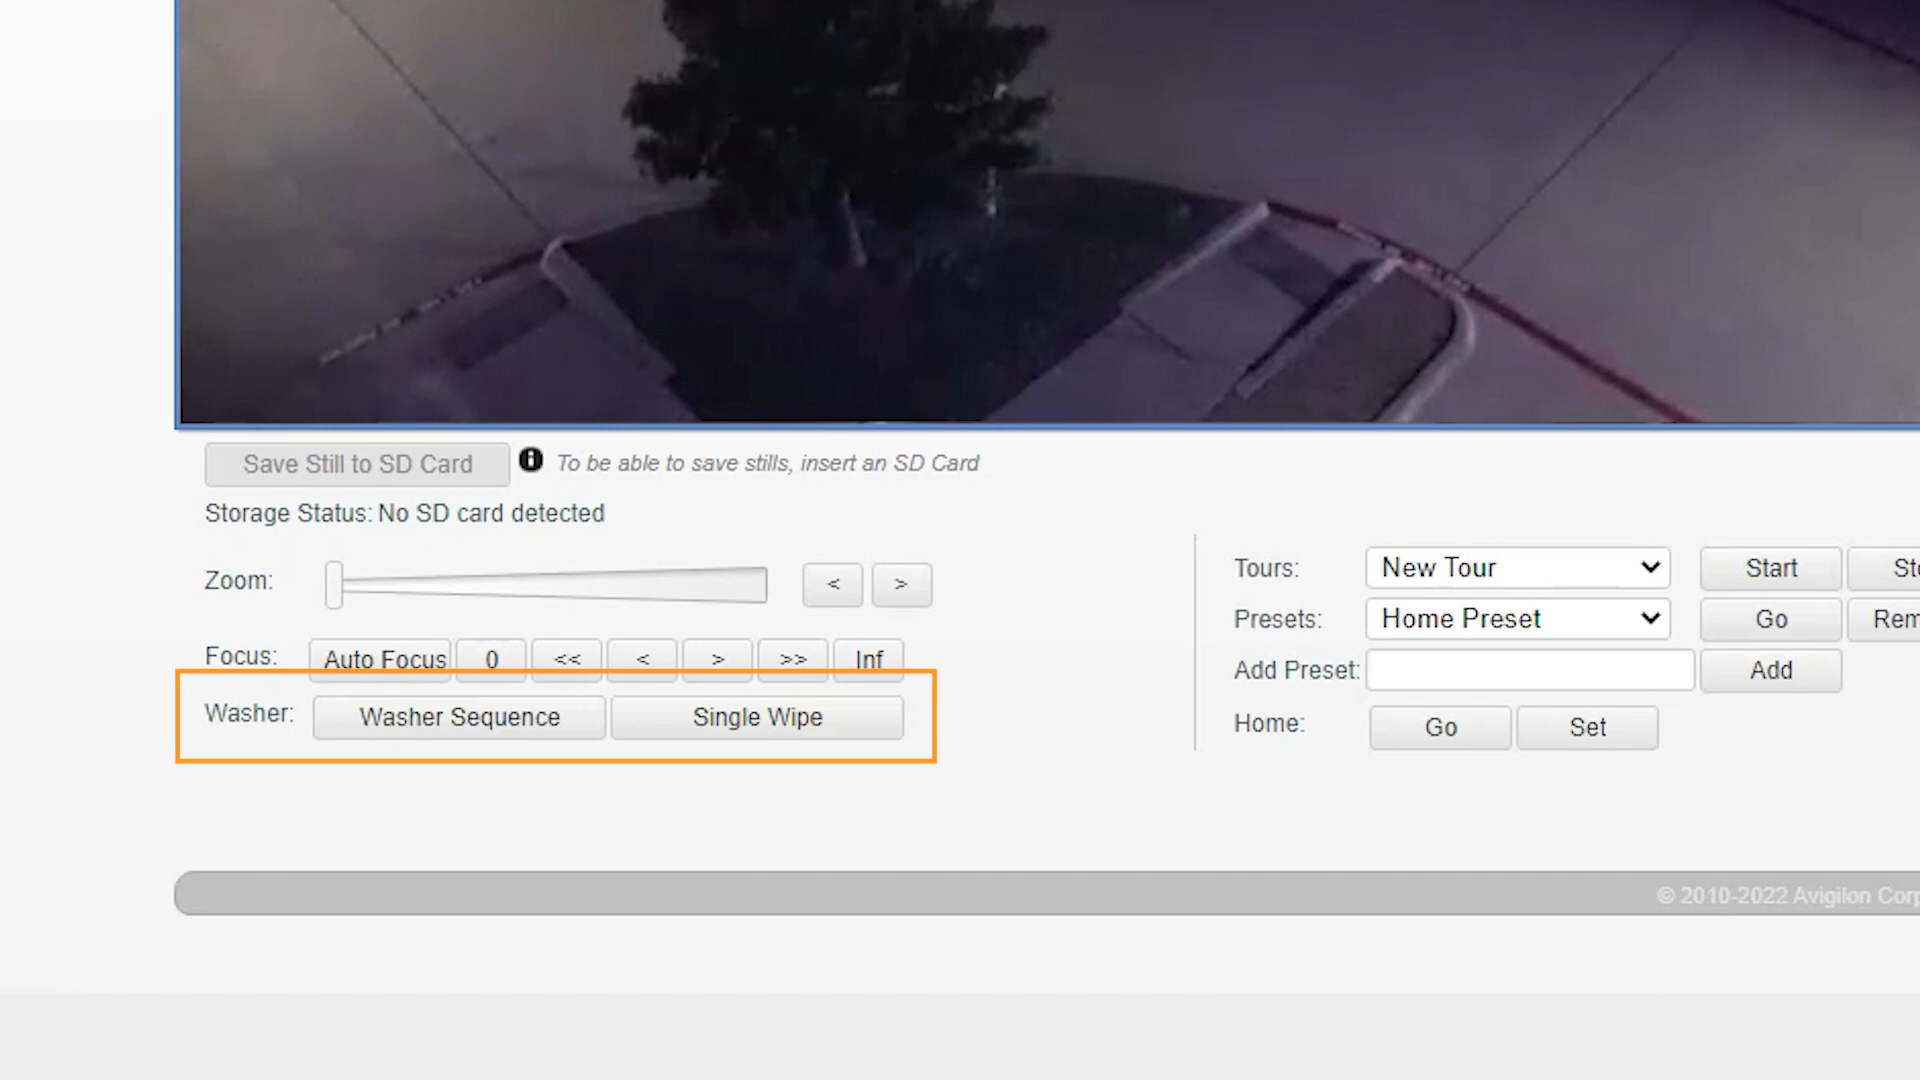 Save Still to SD Card To be able to save stills, insert an SD Card
Storage Status: No SD card detected
Zoom: < >
Focus: Auto Focus 0 << < > >> Inf
Washer: Washer Sequence Single Wipe
Tours: New Tour Start
Presets: Home Preset Go
Add Preset: Add
Home: Go Set
© 2010-2022 Avigilon